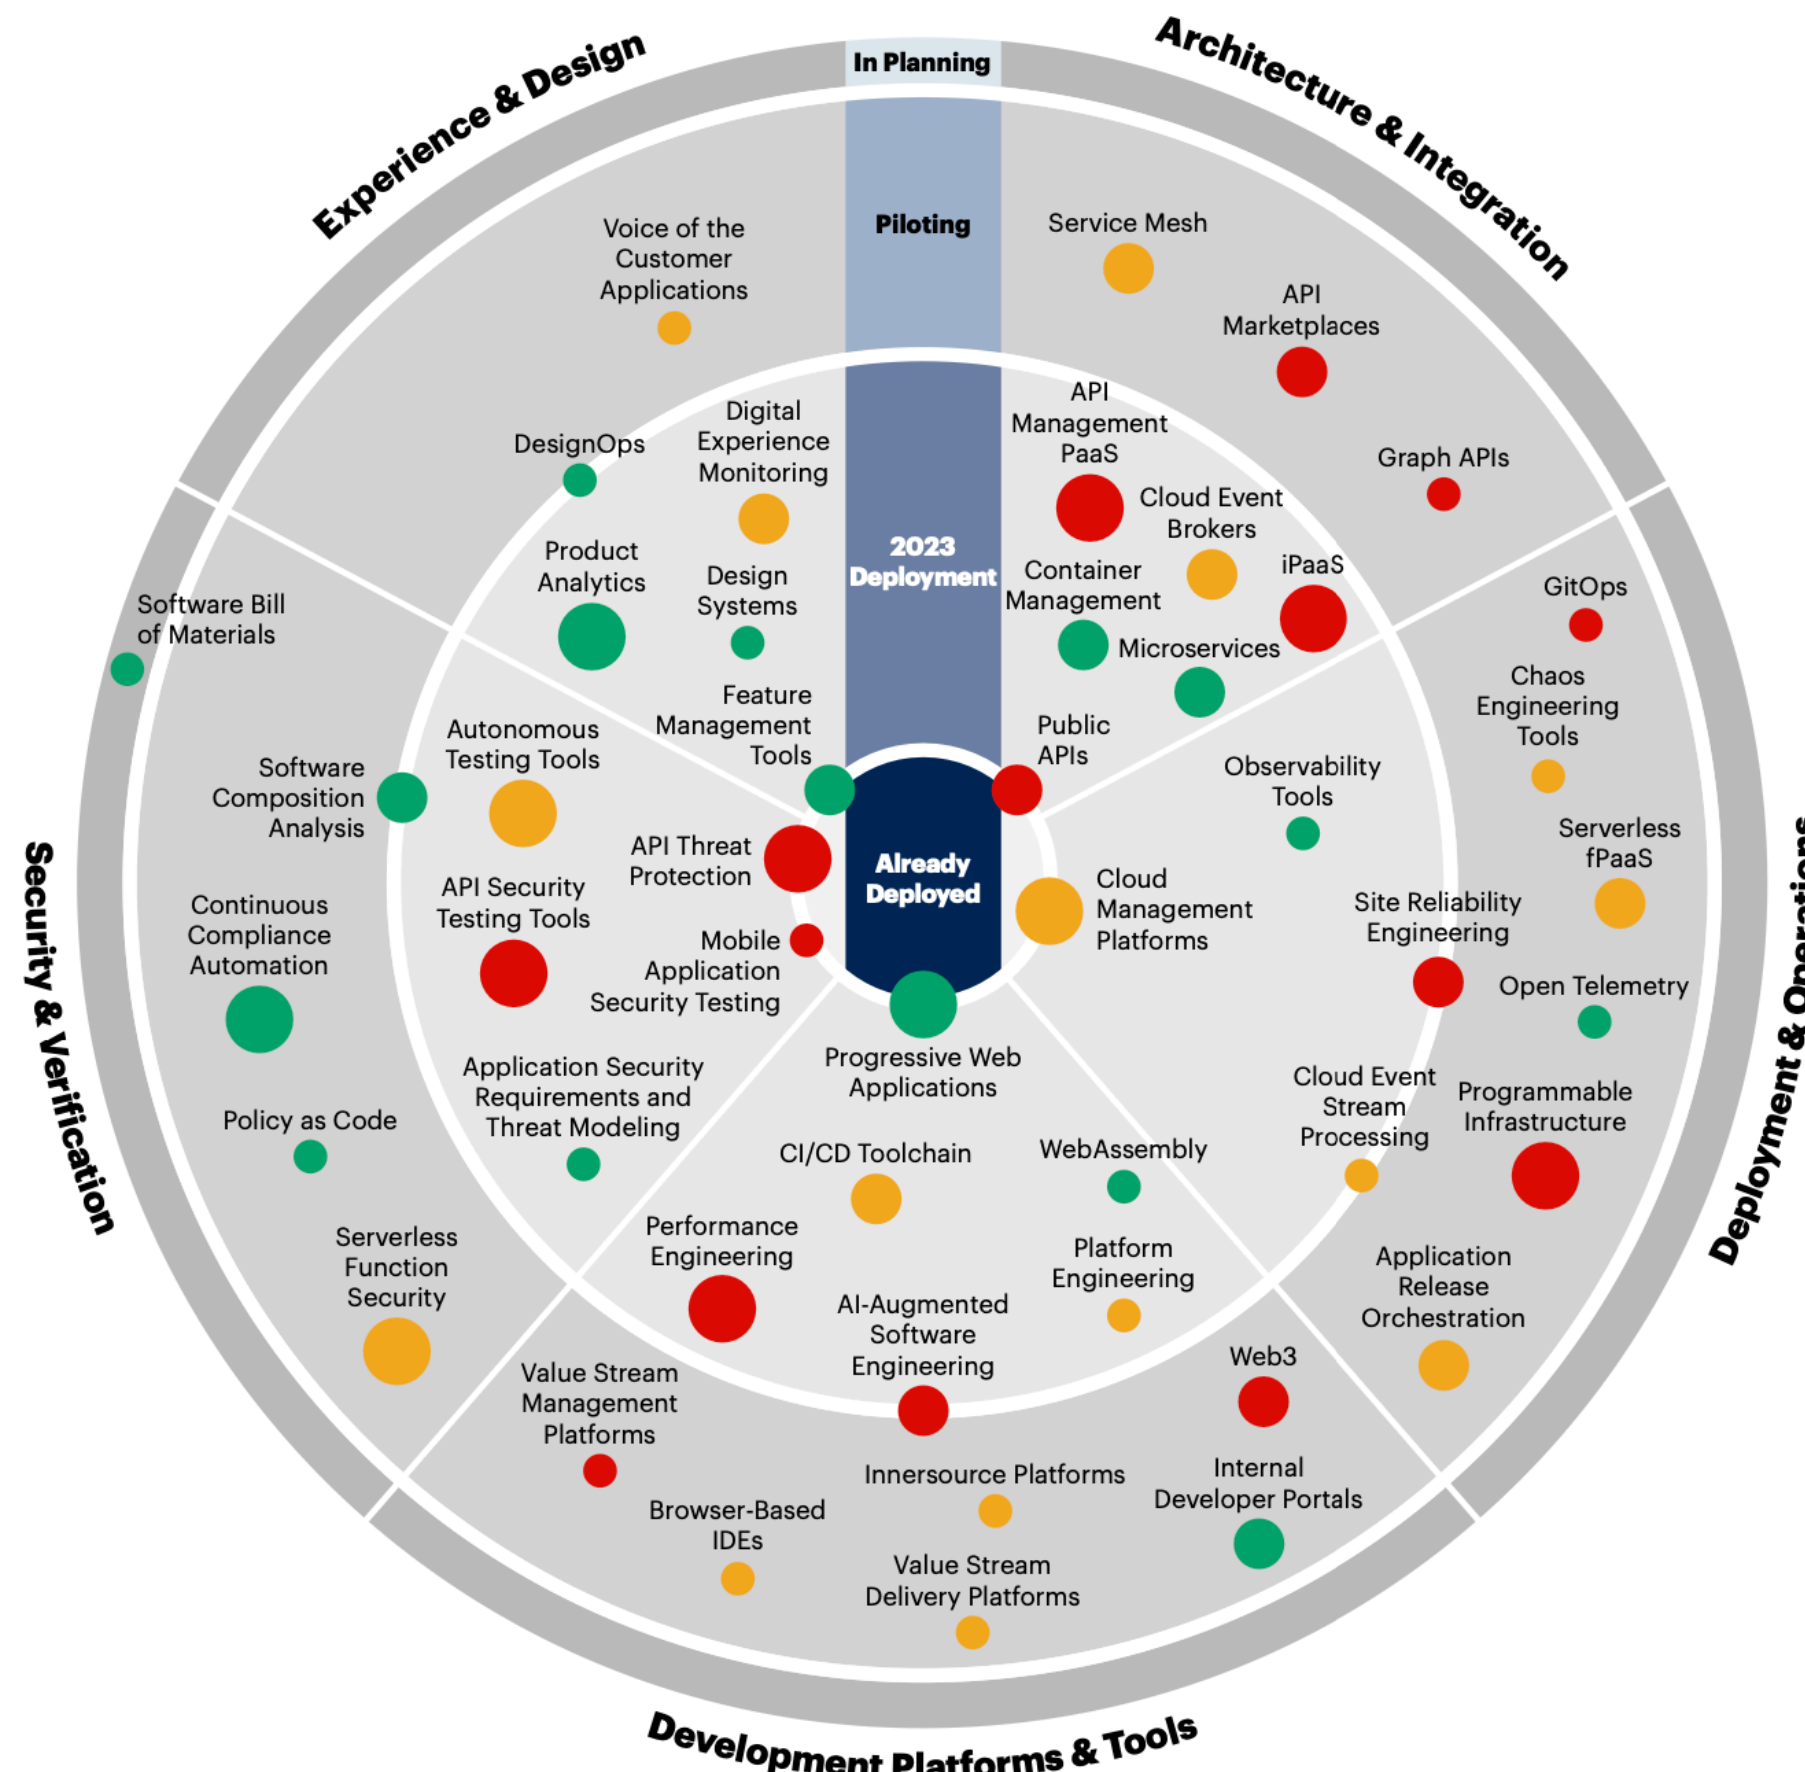 Experience & Design
Architecture & Integration
In Planning
Piloting
2023
Deployment
Already
Deployed
Voice of the
Customer
Applications
DesignOps
Digital
Experience
Monitoring
Product
Analytics
Design
Systems
Feature
Management
Tools
Service Mesh
API
Marketplaces
Graph APIs
API
Management
PaaS
Cloud Event
Brokers
iPaaS
Container
Management
Microservices
Public
APIs
GitOps
Chaos
Engineering
Tools
Observability
Tools
Serverless
fPaaS
Cloud
Management
Platforms
Site Reliability
Engineering
Open Telemetry
Cloud Event
Stream
Processing
Programmable
Infrastructure
Application
Release
Orchestration
Deployment & Operations
Software Bill
of Materials
Software
Composition
Analysis
Autonomous
Testing Tools
API Threat
Protection
API Security
Testing Tools
Mobile
Application
Security Testing
Continuous
Compliance
Automation
Application Security
Requirements and
Threat Modeling
Policy as Code
Serverless
Function
Security
Security & Verification
Progressive Web
Applications
CI/CD Toolchain
WebAssembly
Performance
Engineering
Platform
Engineering
AI-Augmented
Software
Engineering
Web3
Value Stream
Management
Platforms
Innersource Platforms
Internal
Developer Portals
Browser-Based
IDEs
Value Stream
Delivery Platforms
Development Platforms & Tools